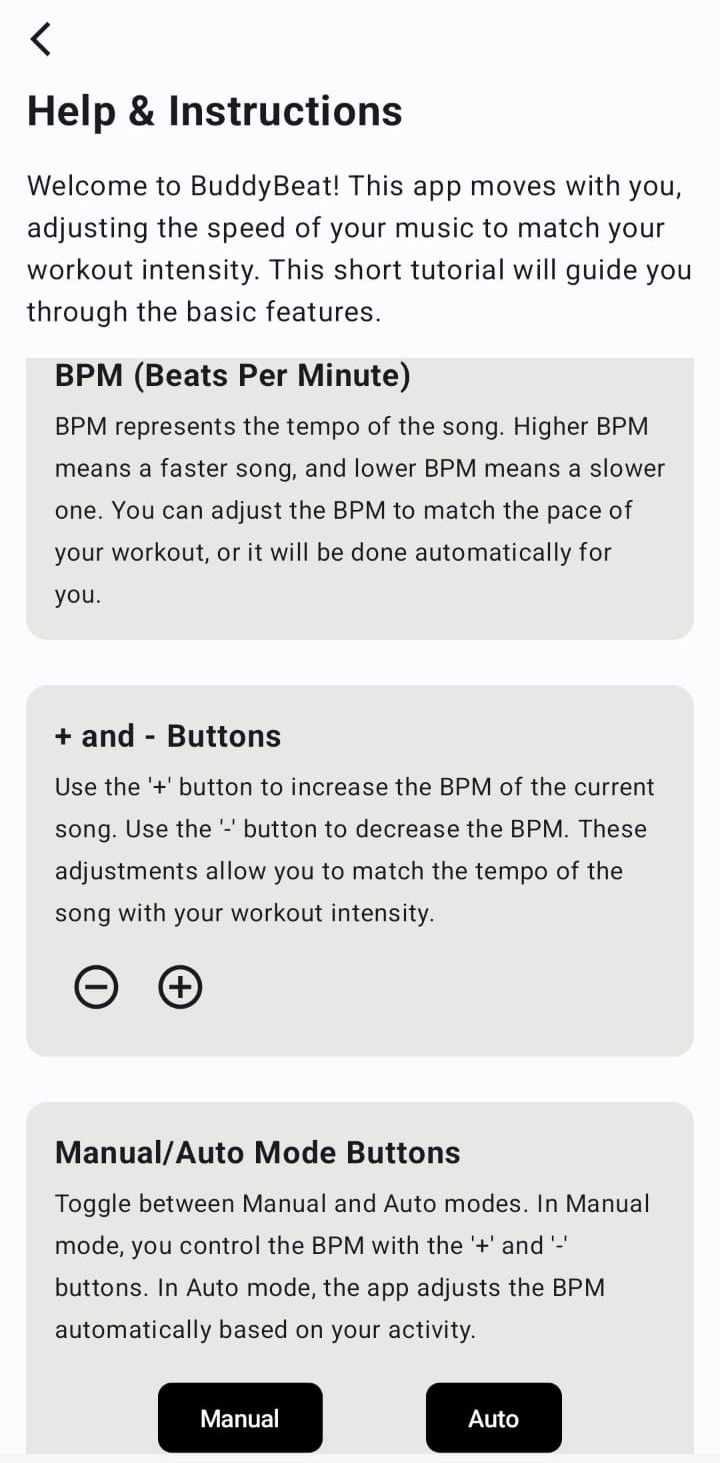 Help & Instructions
Welcome to BuddyBeat! This app moves with you,
adjusting the speed of your music to match your
workout intensity. This short tutorial will guide you
through the basic features.
BPM (Beats Per Minute)
BPM represents the tempo of the song. Higher BPM
means a faster song, and lower BPM means a slower
one. You can adjust the BPM to match the pace of
your workout, or it will be done automatically for
you.
+ and - Buttons
Use the '+' button to increase the BPM of the current
song. Use the '-' button to decrease the BPM. These
adjustments allow you to match the tempo of the
song with your workout intensity.
Manual/Auto Mode Buttons
Toggle between Manual and Auto modes. In Manual
mode, you control the BPM with the '+' and '-'
buttons. In Auto mode, the app adjusts the BPM
automatically based on your activity.
Manual Auto